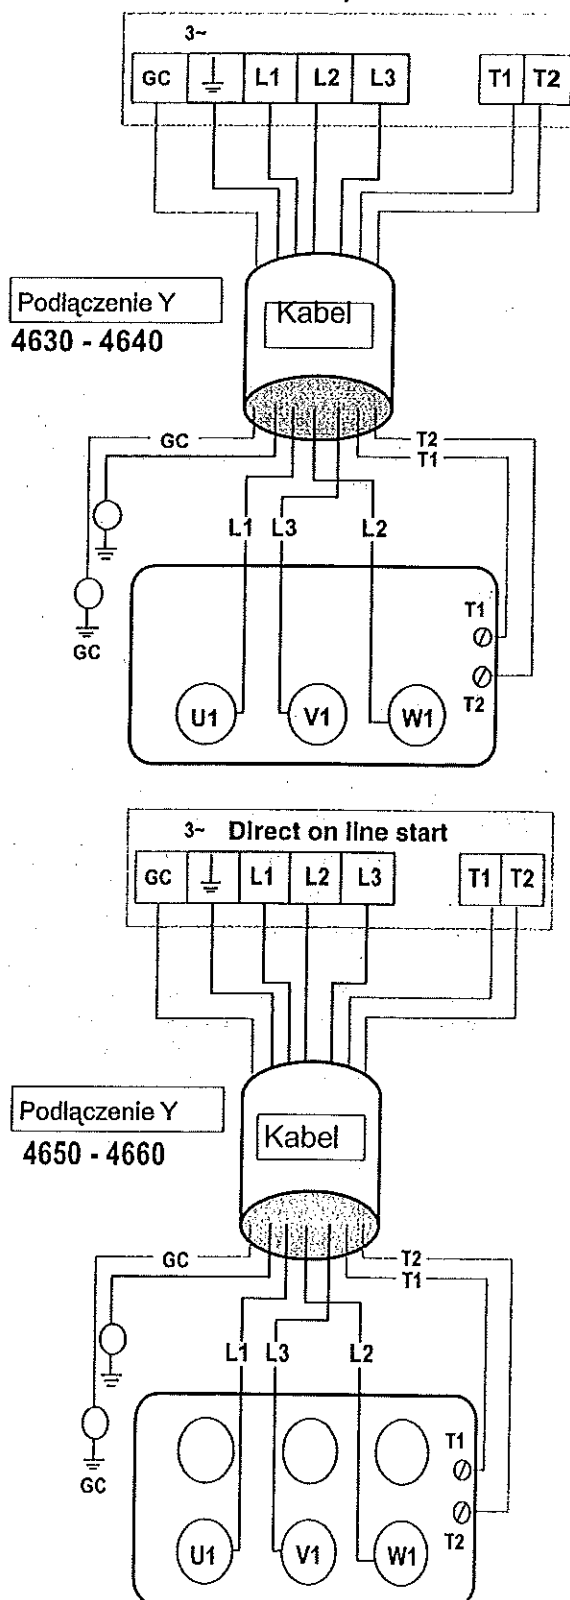 3~
GC L1 L2 L3 T1 T2
Kabel
Podłączenie Y
4630 - 4640
GC T2
T1
L1 L3 L2
T1
GC
T2
U1 V1 W1
3~ Direct on line start
GC L1 L2 L3 T1 T2
Podłączenie Y
Kabel
4650 - 4660
GC T2
T1
L1 L3 L2
T1
GC
T2
U1 V1 W1